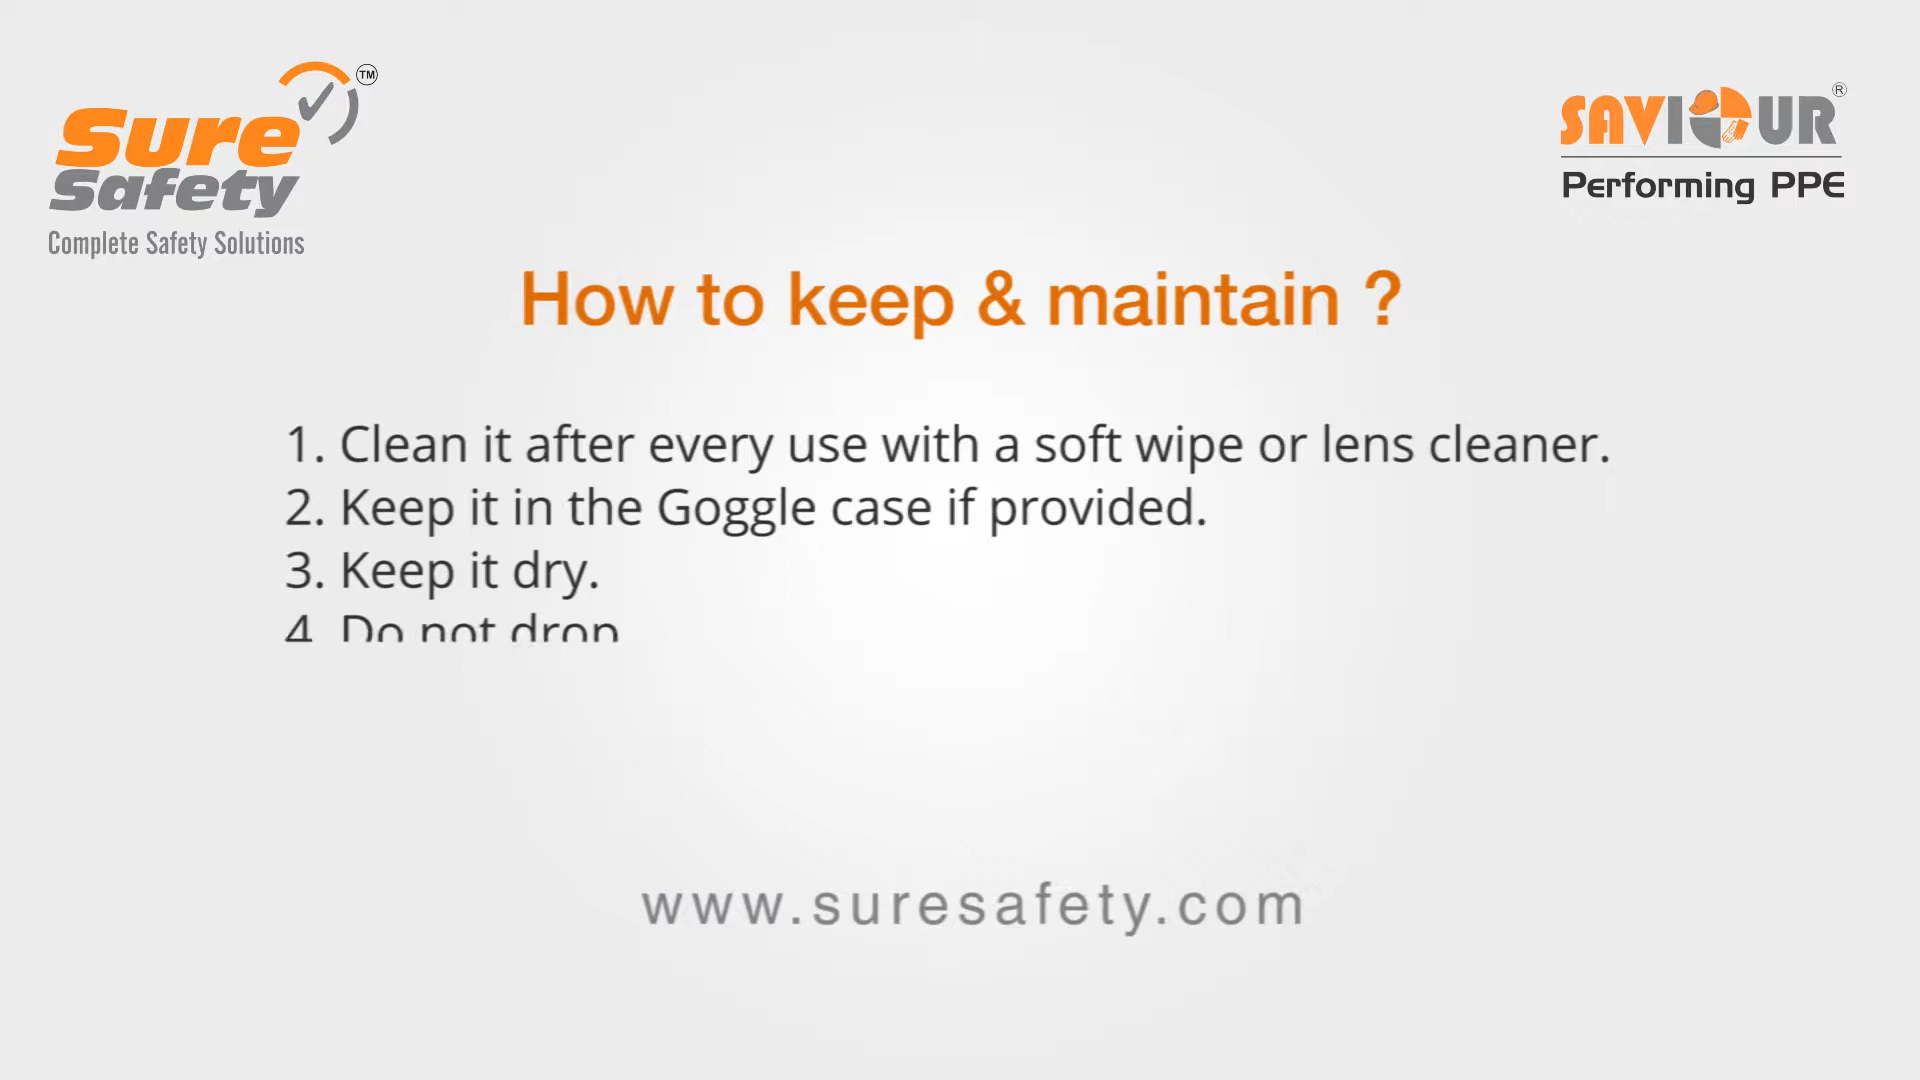 Sure TM
Safety
Complete Safety Solutions
SAVIOUR ®
Performing PPE
How to keep & maintain ?
1. Clean it after every use with a soft wipe or lens cleaner.
2. Keep it in the Goggle case if provided.
3. Keep it dry.
4. Do not drop
www.suresafety.com